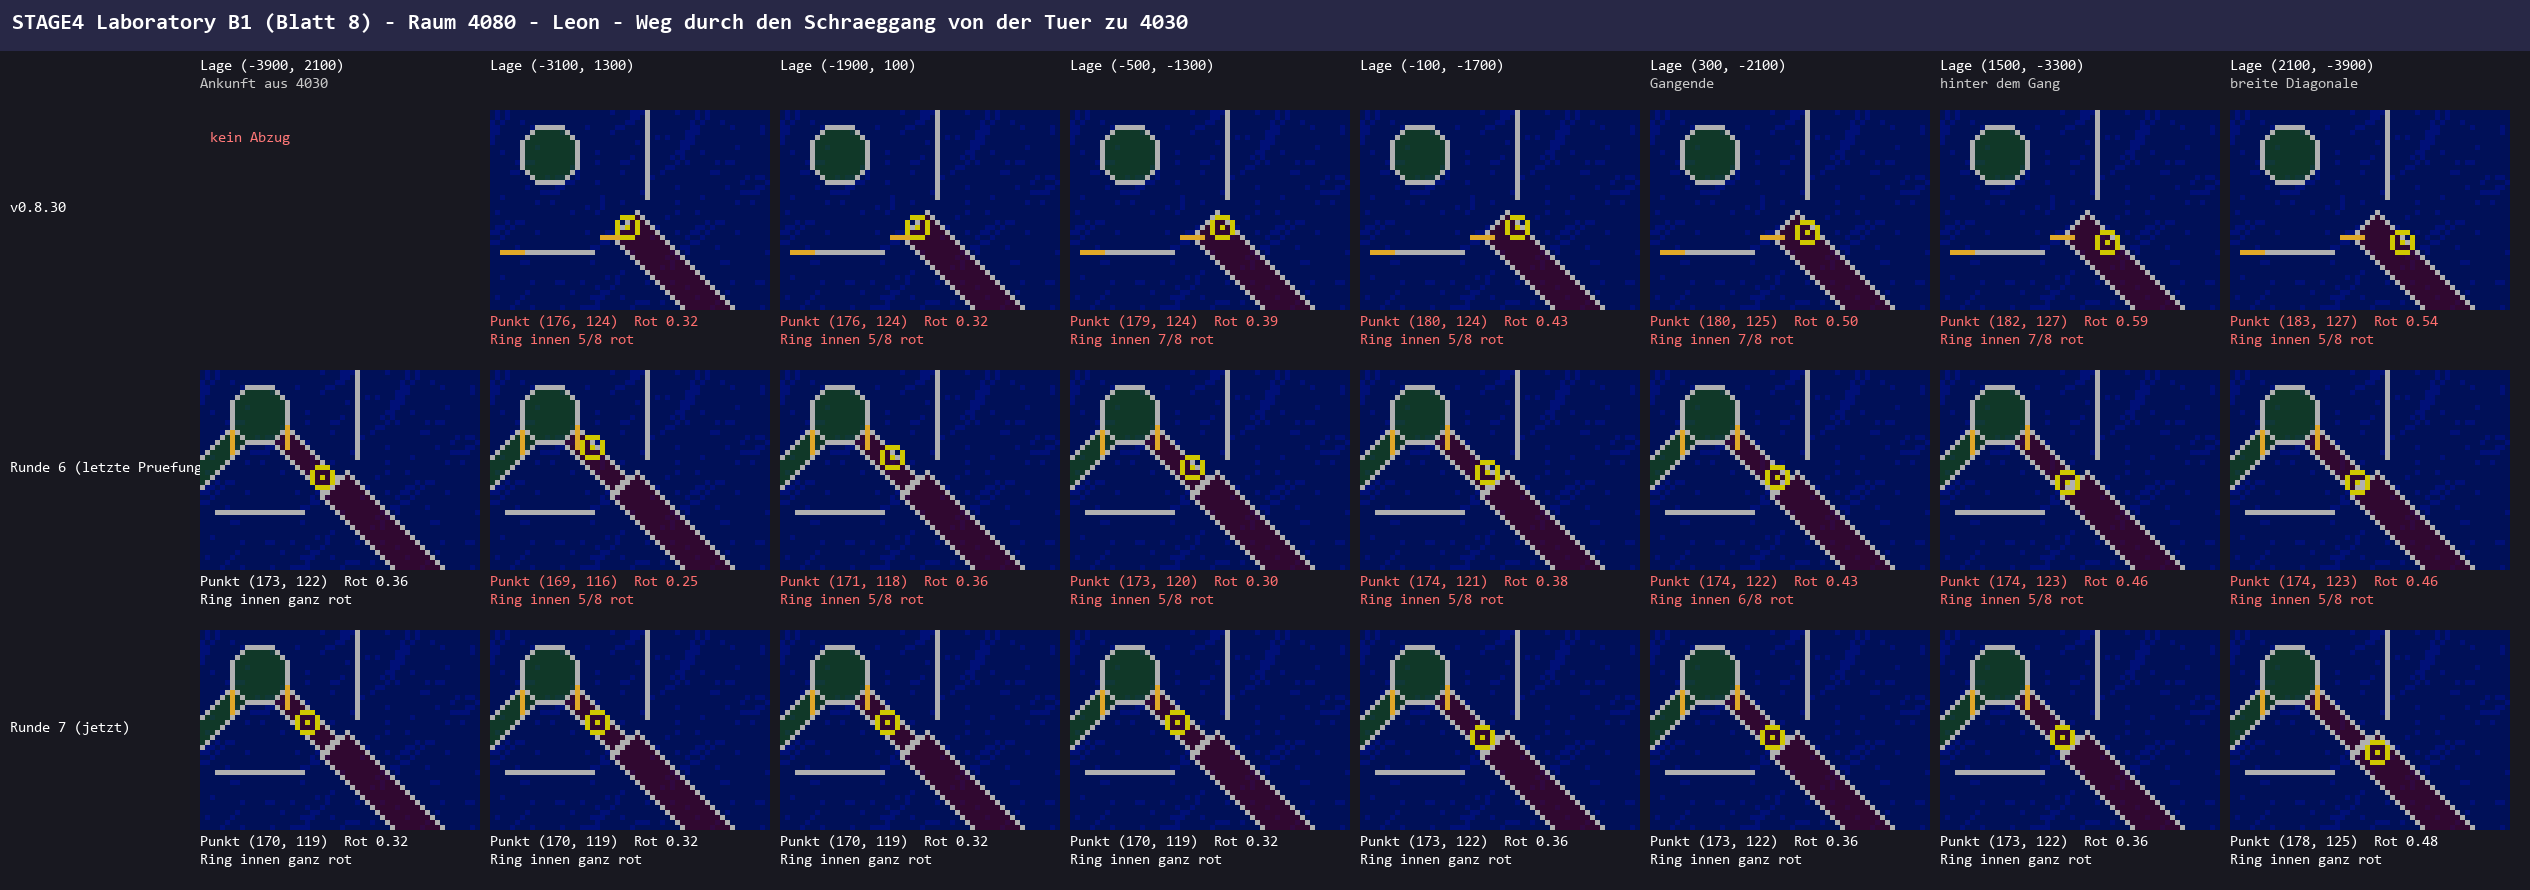 STAGE4 Laboratory B1 (Blatt 8) - Raum 4080 - Leon - Weg durch den Schraeggang von der Tuer zu 4030
Lage (-3900, 2100)
Ankunft aus 4030
Lage (-3100, 1300)
Lage (-1900, 100)
Lage (-500, -1300)
Lage (-100, -1700)
Lage (300, -2100)
Gangende
Lage (1500, -3300)
hinter dem Gang
Lage (2100, -3900)
breite Diagonale
v0.8.30
kein Abzug
Punkt (176, 124)  Rot 0.32
Ring innen 5/8 rot
Punkt (176, 124)  Rot 0.32
Ring innen 5/8 rot
Punkt (179, 124)  Rot 0.39
Ring innen 7/8 rot
Punkt (180, 124)  Rot 0.43
Ring innen 5/8 rot
Punkt (180, 125)  Rot 0.50
Ring innen 7/8 rot
Punkt (182, 127)  Rot 0.59
Ring innen 7/8 rot
Punkt (183, 127)  Rot 0.54
Ring innen 5/8 rot
Runde 6 (letzte Pruefung
Punkt (173, 122)  Rot 0.36
Ring innen ganz rot
Punkt (169, 116)  Rot 0.25
Ring innen 5/8 rot
Punkt (171, 118)  Rot 0.36
Ring innen 5/8 rot
Punkt (173, 120)  Rot 0.30
Ring innen 5/8 rot
Punkt (174, 121)  Rot 0.38
Ring innen 5/8 rot
Punkt (174, 122)  Rot 0.43
Ring innen 6/8 rot
Punkt (174, 123)  Rot 0.46
Ring innen 5/8 rot
Punkt (174, 123)  Rot 0.46
Ring innen 5/8 rot
Runde 7 (jetzt)
Punkt (170, 119)  Rot 0.32
Ring innen ganz rot
Punkt (170, 119)  Rot 0.32
Ring innen ganz rot
Punkt (170, 119)  Rot 0.32
Ring innen ganz rot
Punkt (170, 119)  Rot 0.32
Ring innen ganz rot
Punkt (173, 122)  Rot 0.36
Ring innen ganz rot
Punkt (173, 122)  Rot 0.36
Ring innen ganz rot
Punkt (173, 122)  Rot 0.36
Ring innen ganz rot
Punkt (178, 125)  Rot 0.48
Ring innen ganz rot